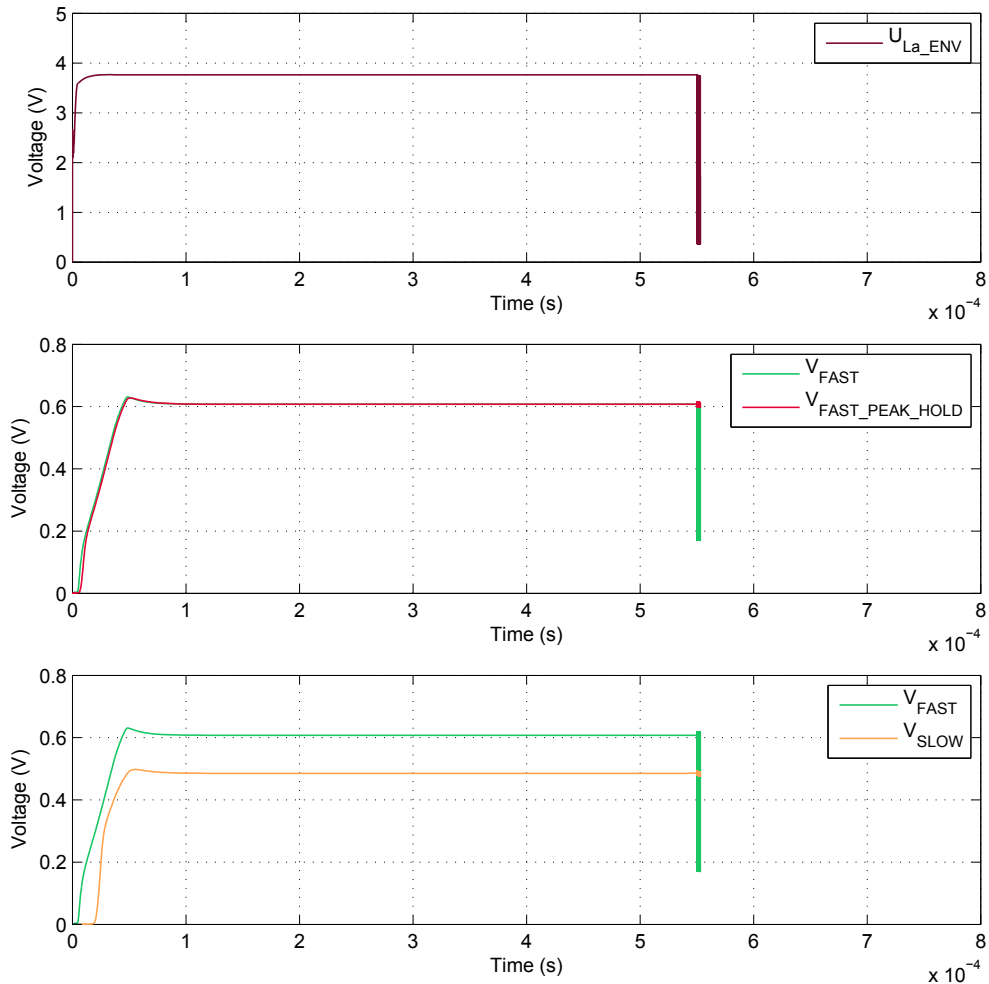 5
4
3
2
1
0
Voltage (V)
U_La_ENV
0 1 2 3 4 5 6 7 8
Time (s)
x 10⁻⁴
0.8
0.6
0.4
0.2
0
Voltage (V)
V_FAST
V_FAST_PEAK_HOLD
0 1 2 3 4 5 6 7 8
Time (s)
x 10⁻⁴
0.8
0.6
0.4
0.2
0
Voltage (V)
V_FAST
V_SLOW
0 1 2 3 4 5 6 7 8
Time (s)
x 10⁻⁴